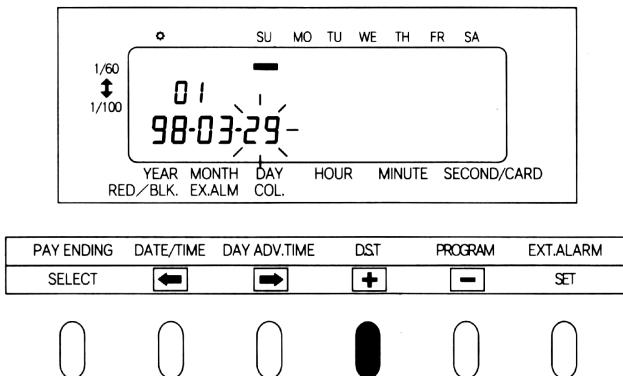 SU MO TU WE TH FR SA
1/60
1/100
01
98-03-29-
YEAR MONTH DAY HOUR MINUTE SECOND/CARD
RED/BLK. EX.ALM COL.
PAY ENDING DATE/TIME DAY ADV.TIME D.S.T PROGRAM EXT.ALARM
SELECT ← → + − SET